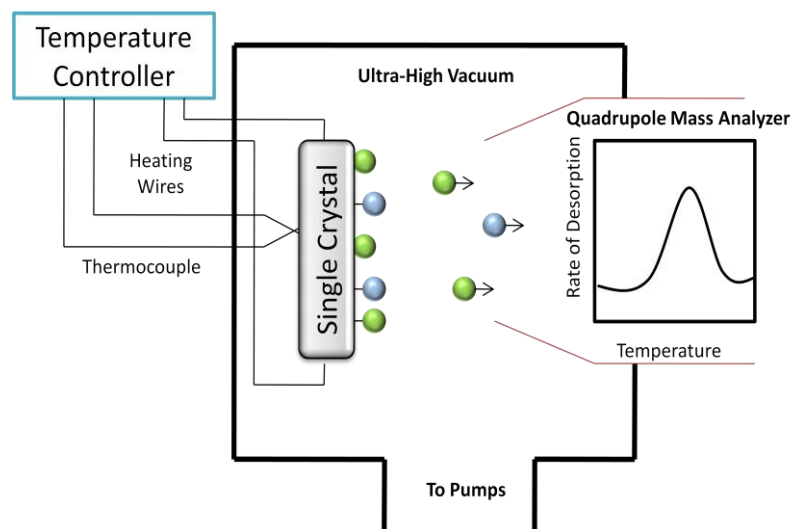 Temperature
Controller
Ultra-High Vacuum
Quadrupole Mass Analyzer
Heating
Wires
Thermocouple
Single Crystal
Rate of Desorption
Temperature
To Pumps